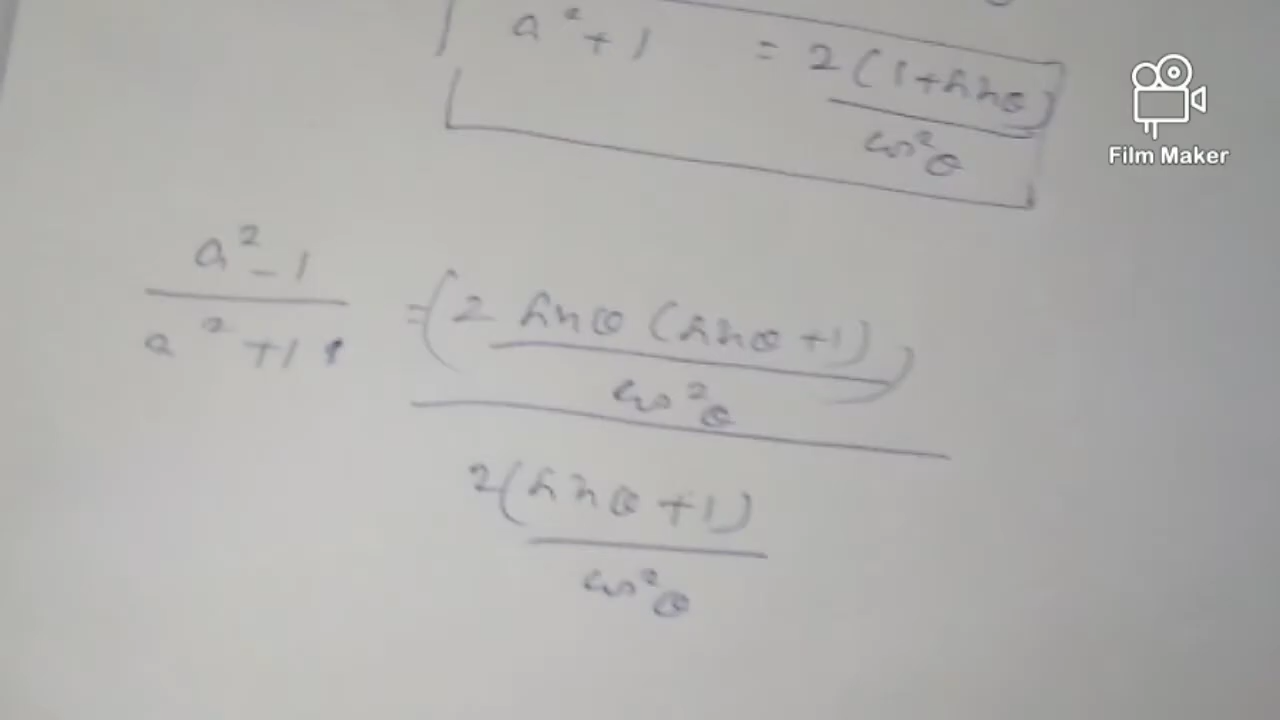 a² + 1 = 2(1 + sinθ)
cos²θ
Film Maker
a² - 1
a² + 1
= (2 sinθ (sinθ + 1))
cos²θ
2(sinθ + 1)
cos²θ